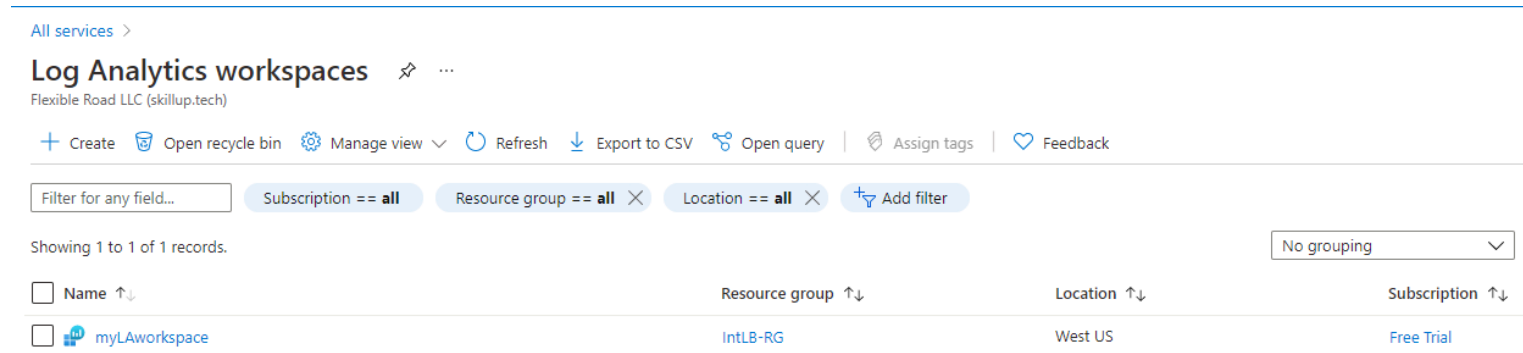 All services >
Log Analytics workspaces ...
Flexible Road LLC (skillup.tech)
+ Create Open recycle bin Manage view Refresh Export to CSV Open query Assign tags Feedback
Filter for any field... Subscription == all Resource group == all Location == all Add filter
Showing 1 to 1 of 1 records. No grouping
Name ↑↓ Resource group ↑↓ Location ↑↓ Subscription ↑↓
myLAworkspace IntLB-RG West US Free Trial